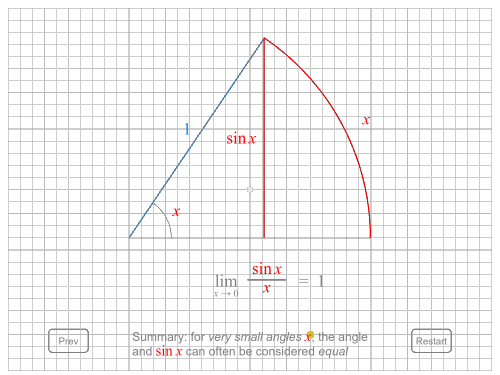 1
sin x
x
x
lim sin x / x = 1
x → 0
Prev
Summary: for very small angles x, the angle
and sin x can often be considered equal
Restart